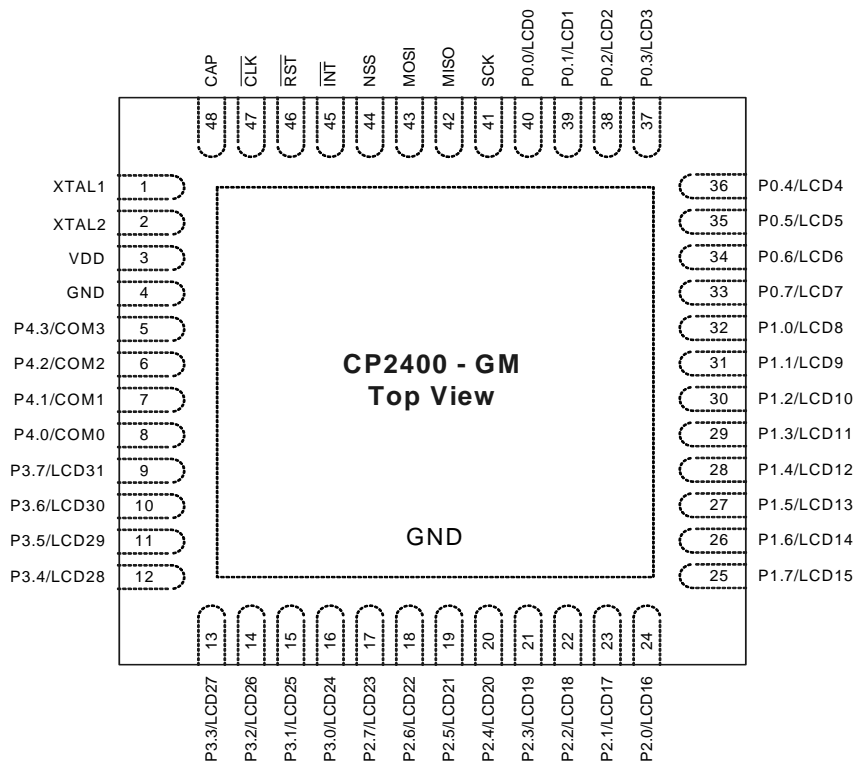 CAP
CLK
RST
INT
NSS
MOSI
MISO
SCK
P0.0/LCD0
P0.1/LCD1
P0.2/LCD2
P0.3/LCD3
48
47
46
45
44
43
42
41
40
39
38
37
XTAL1 1
XTAL2 2
VDD 3
GND 4
P4.3/COM3 5
P4.2/COM2 6
P4.1/COM1 7
P4.0/COM0 8
P3.7/LCD31 9
P3.6/LCD30 10
P3.5/LCD29 11
P3.4/LCD28 12
CP2400 - GM
Top View
GND
36 P0.4/LCD4
35 P0.5/LCD5
34 P0.6/LCD6
33 P0.7/LCD7
32 P1.0/LCD8
31 P1.1/LCD9
30 P1.2/LCD10
29 P1.3/LCD11
28 P1.4/LCD12
27 P1.5/LCD13
26 P1.6/LCD14
25 P1.7/LCD15
13
14
15
16
17
18
19
20
21
22
23
24
P3.3/LCD27
P3.2/LCD26
P3.1/LCD25
P3.0/LCD24
P2.7/LCD23
P2.6/LCD22
P2.5/LCD21
P2.4/LCD20
P2.3/LCD19
P2.2/LCD18
P2.1/LCD17
P2.0/LCD16